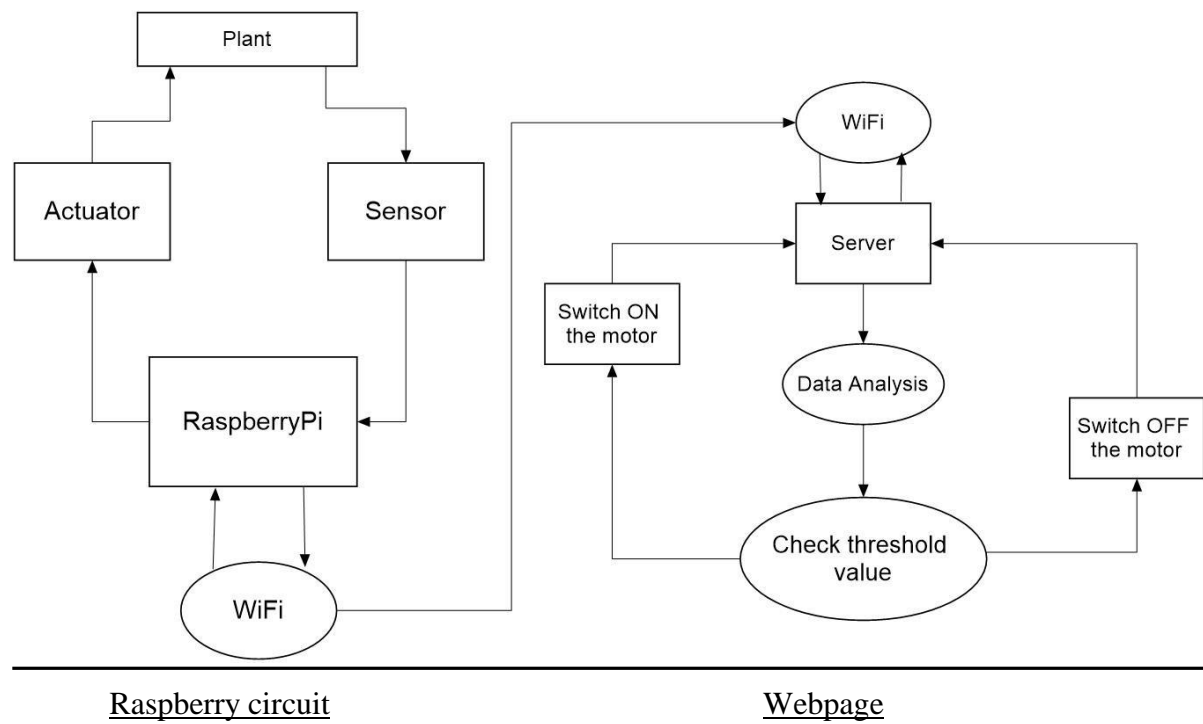 Plant
Actuator
Sensor
RaspberryPi
WiFi
WiFi
Server
Switch ON
the motor
Data Analysis
Switch OFF
the motor
Check threshold
value
Raspberry circuit
Webpage